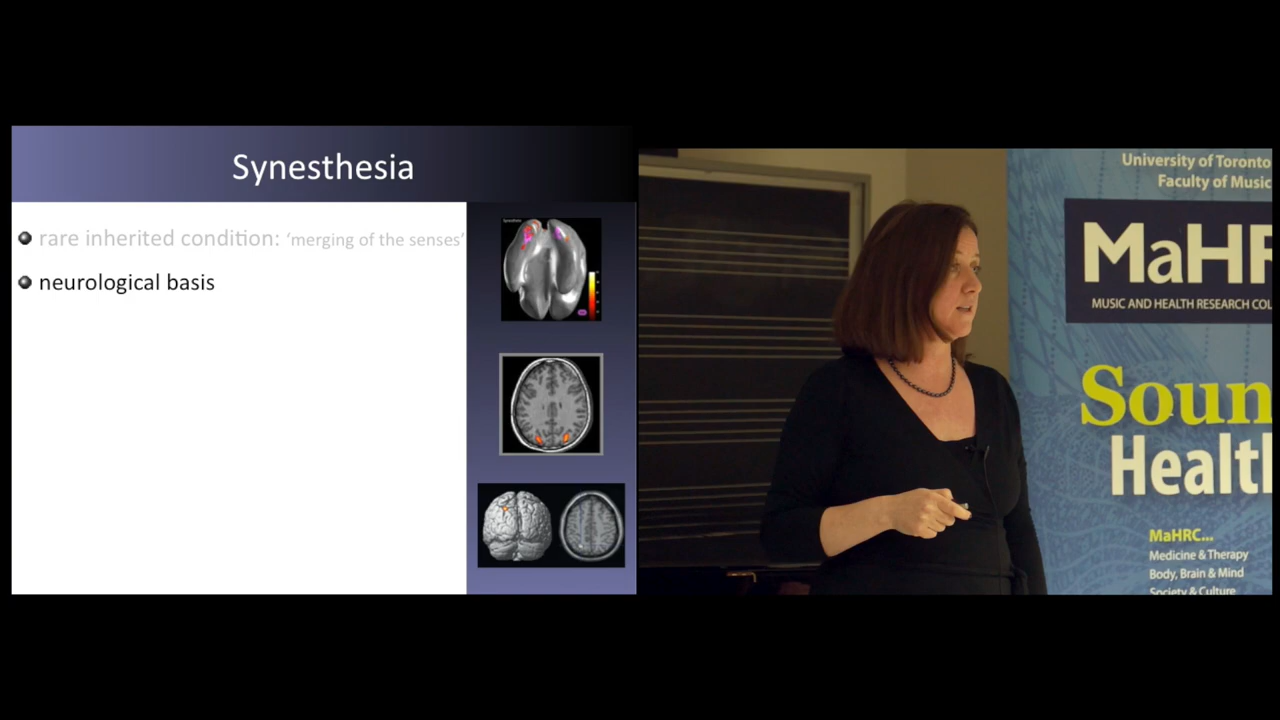 Synesthesia
rare inherited condition: 'merging of the senses'
neurological basis
University of Toronto
Faculty of Music
MaHR
MUSIC AND HEALTH RESEARCH COL
Soun
Health
MaHRC...
Medicine & Therapy
Body, Brain & Mind
Society & Culture